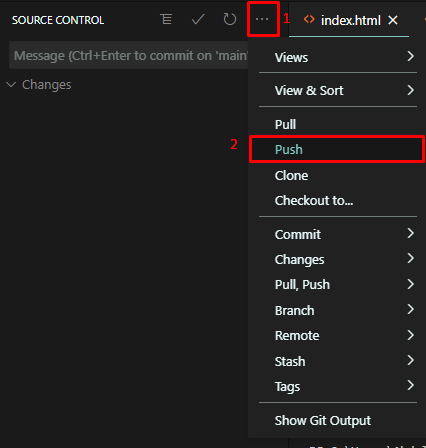 SOURCE CONTROL
1
index.html
Message (Ctrl+Enter to commit on 'main'
Changes
Views
View & Sort
Pull
2
Push
Clone
Checkout to...
Commit
Changes
Pull, Push
Branch
Remote
Stash
Tags
Show Git Output